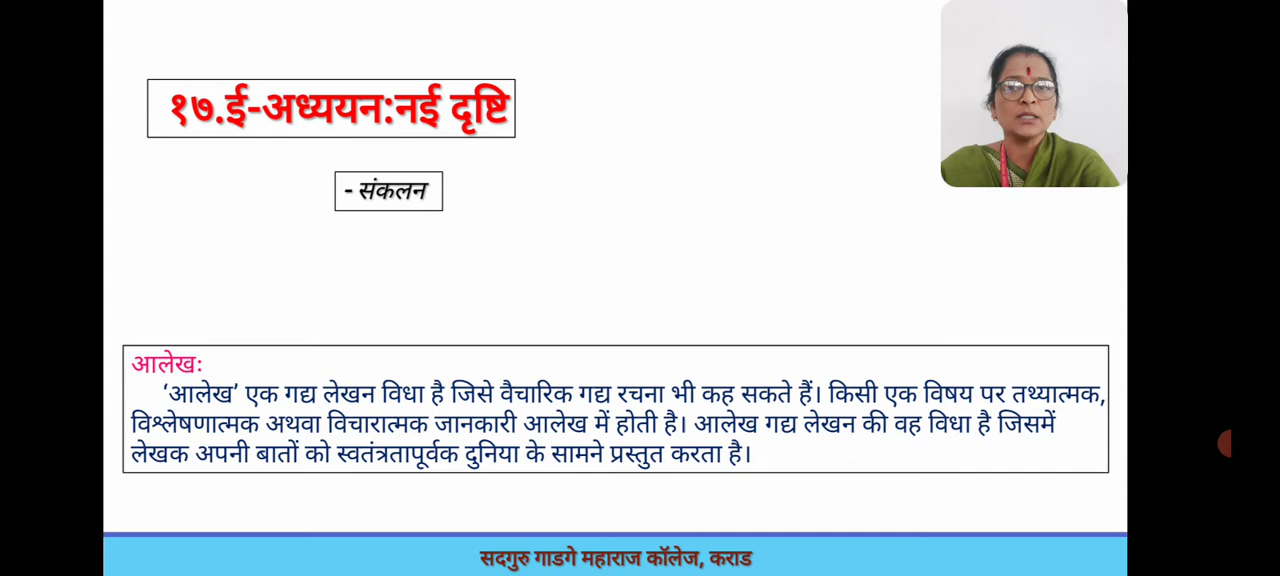 १७.ई-अध्ययन:नई दृष्टि
- संकलन
आलेख:
‘आलेख’ एक गद्य लेखन विधा है जिसे वैचारिक गद्य रचना भी कह सकते हैं। किसी एक विषय पर तथ्यात्मक,
विश्लेषणात्मक अथवा विचारात्मक जानकारी आलेख में होती है। आलेख गद्य लेखन की वह विधा है जिसमें
लेखक अपनी बातों को स्वतंत्रतापूर्वक दुनिया के सामने प्रस्तुत करता है।
सदगुरु गाडगे महाराज कॉलेज, कराड